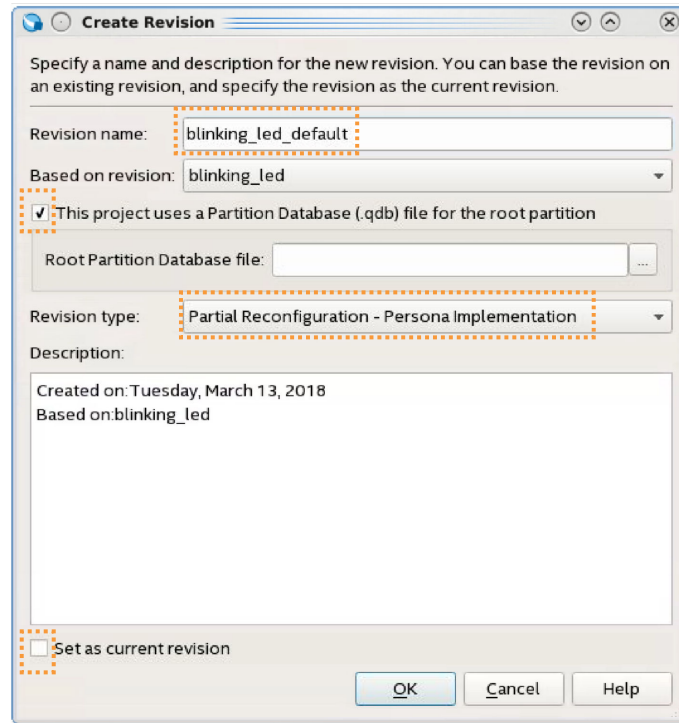 Create Revision
Specify a name and description for the new revision. You can base the revision on
an existing revision, and specify the revision as the current revision.
Revision name: blinking_led_default
Based on revision: blinking_led
This project uses a Partition Database (.qdb) file for the root partition
Root Partition Database file: ...
Revision type: Partial Reconfiguration - Persona Implementation
Description:
Created on:Tuesday, March 13, 2018
Based on:blinking_led
Set as current revision
OK Cancel Help